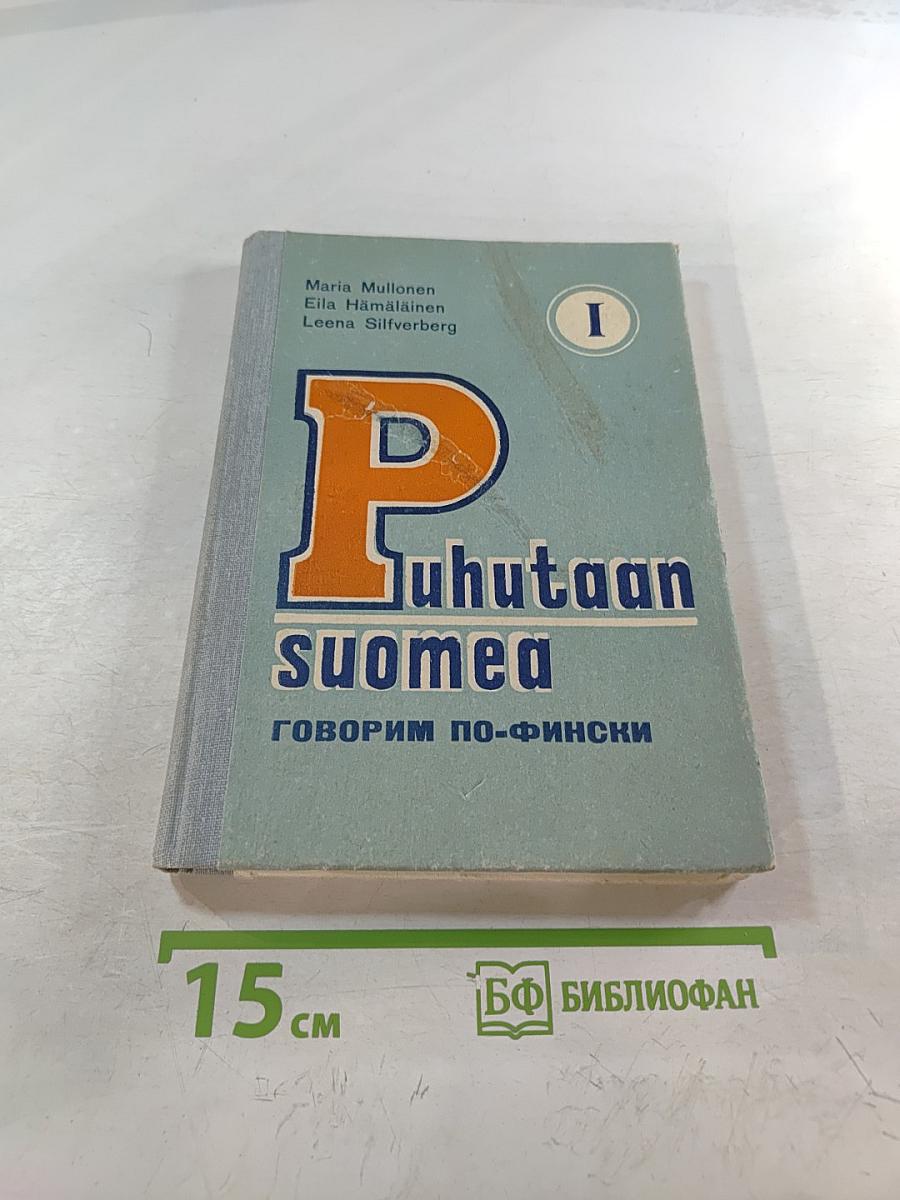 Maria Mullonen
Eila Hämäläinen
Leena Silfverberg
I
Puhutaan
suomea
ГОВОРИМ ПО-ФИНСКИ
15 см
БФ БИБЛИОФАН